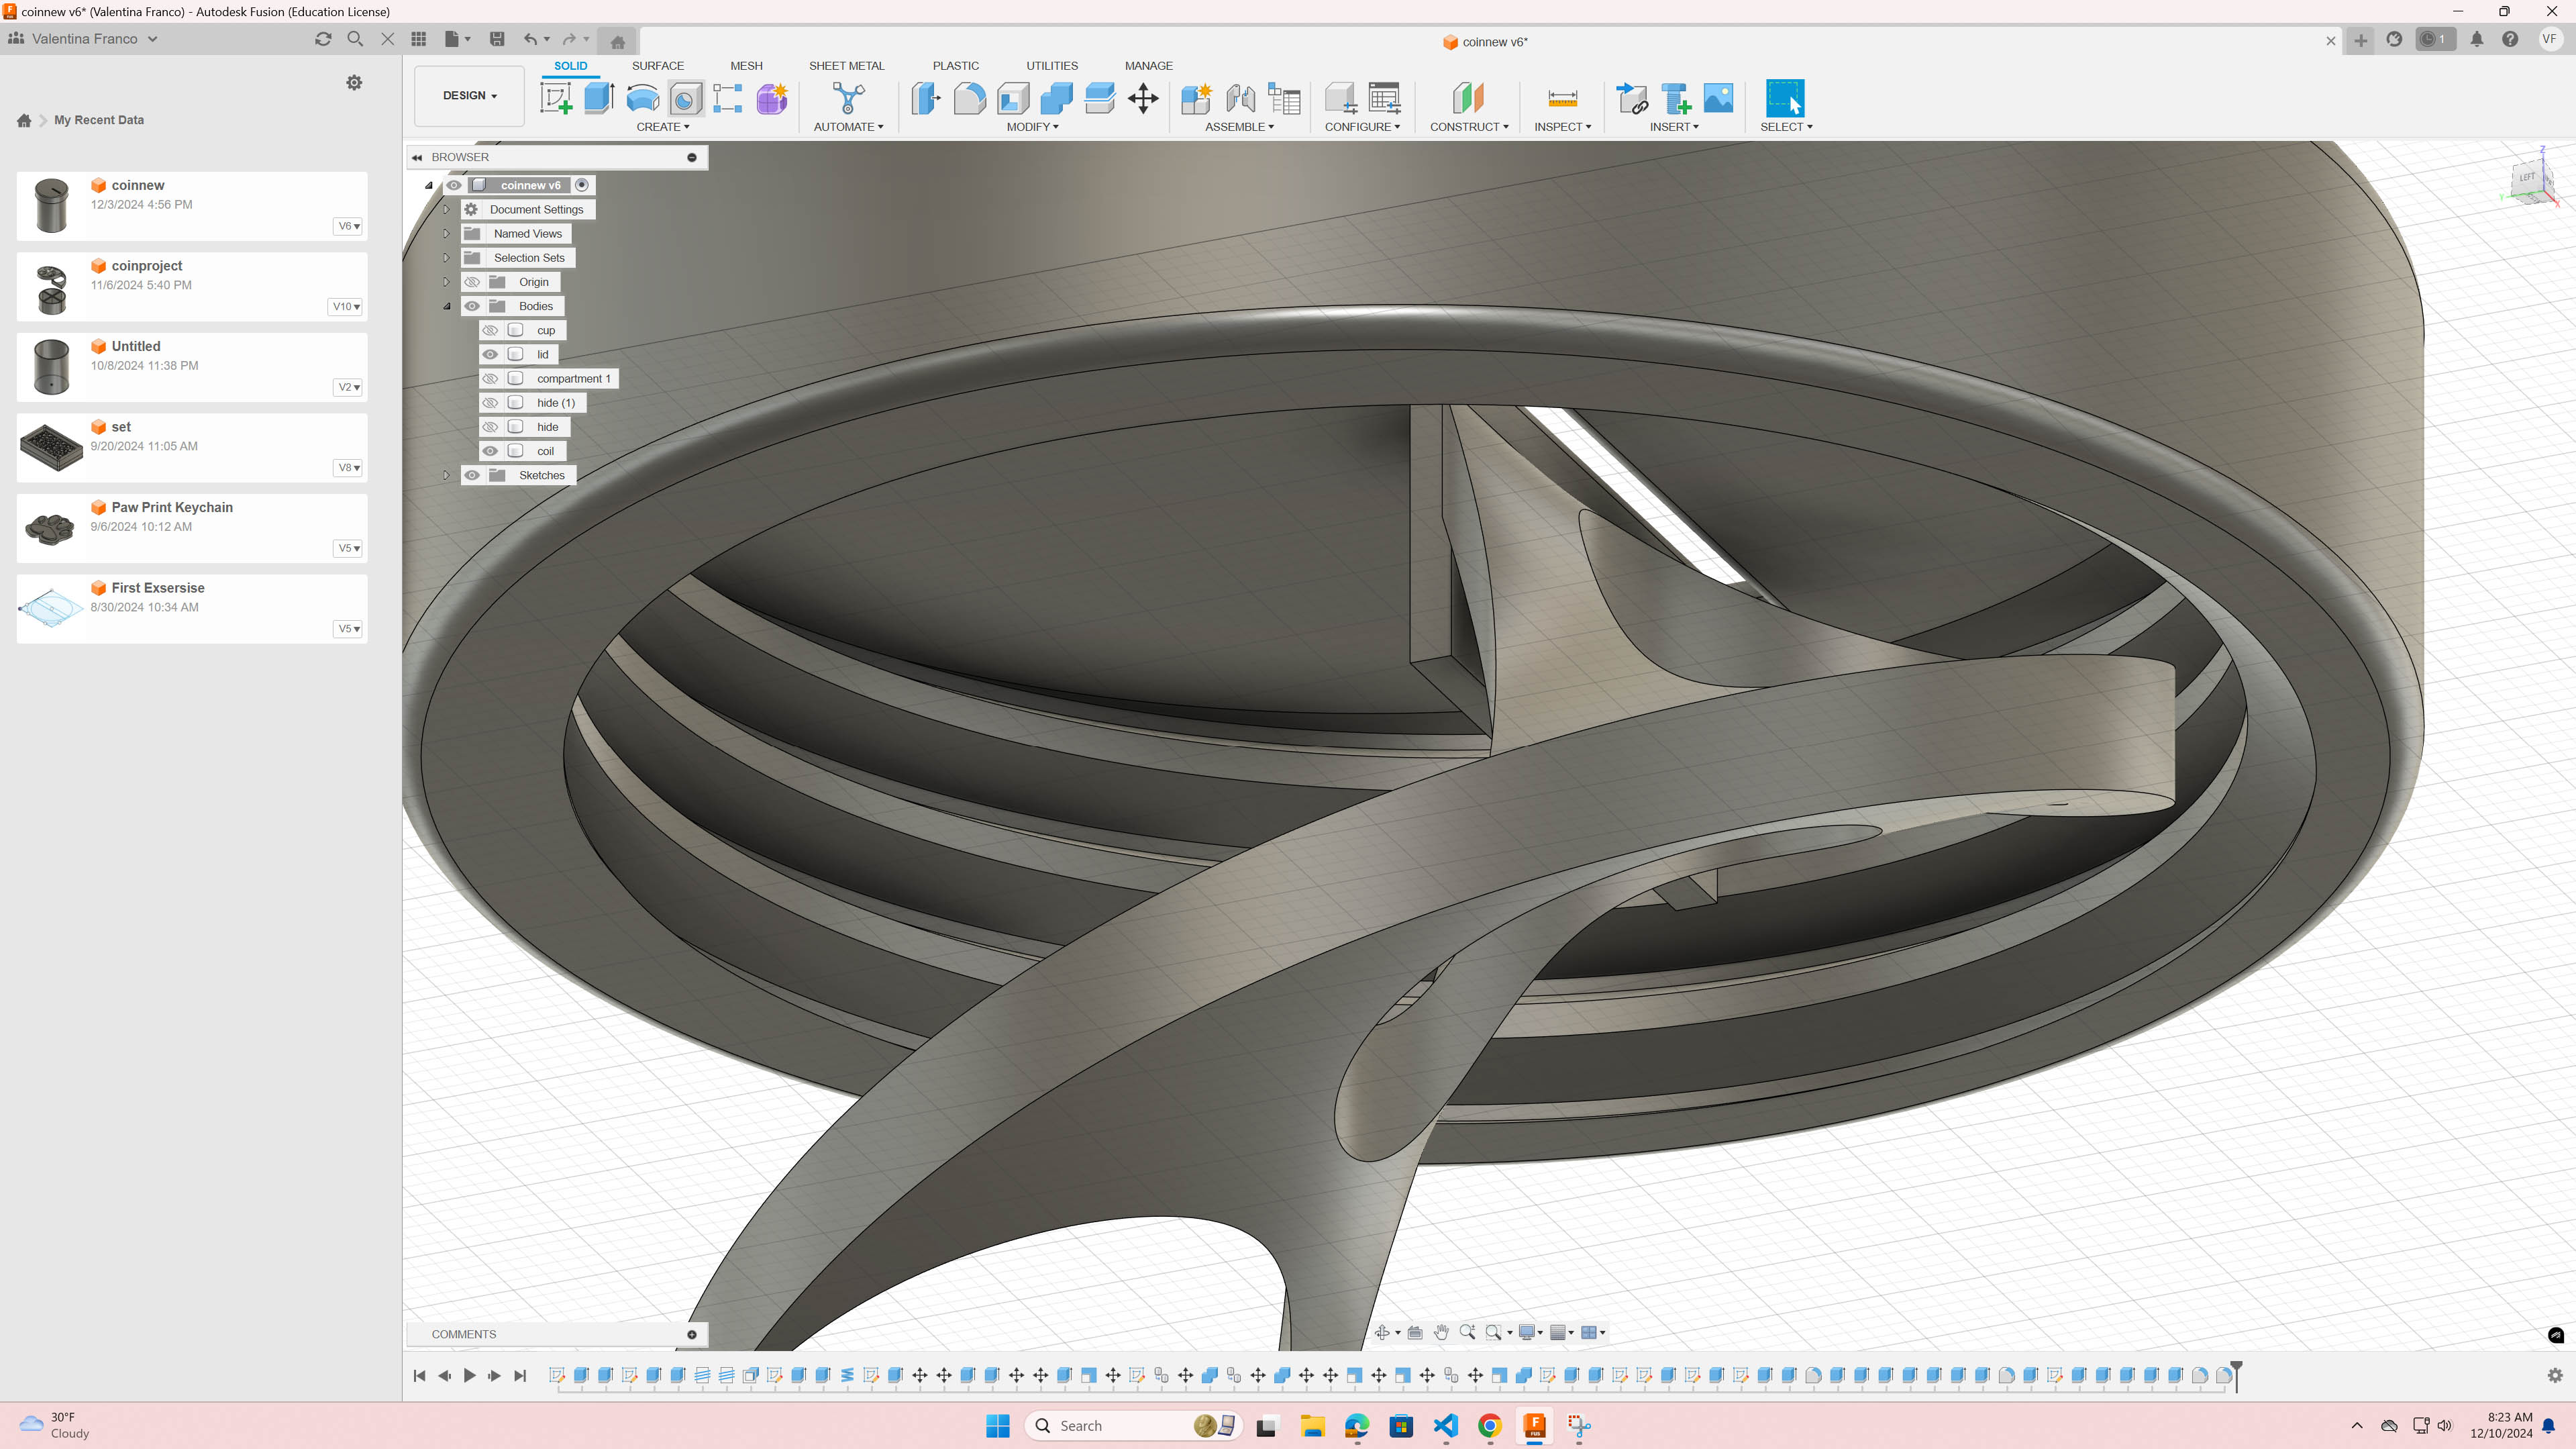 coinnew v6* (Valentina Franco) - Autodesk Fusion (Education License)
Valentina Franco
coinnew v6*
1
VF
My Recent Data
coinnew
12/3/2024 4:56 PM
V6
coinproject
11/6/2024 5:40 PM
V10
Untitled
10/8/2024 11:38 PM
V2
set
9/20/2024 11:05 AM
V8
Paw Print Keychain
9/6/2024 10:12 AM
V5
First Exsersise
8/30/2024 10:34 AM
V5
DESIGN
SOLID
SURFACE
MESH
SHEET METAL
PLASTIC
UTILITIES
MANAGE
CREATE
AUTOMATE
MODIFY
ASSEMBLE
CONFIGURE
CONSTRUCT
INSPECT
INSERT
SELECT
BROWSER
coinnew v6
Document Settings
Named Views
Selection Sets
Origin
Bodies
cup
lid
compartment 1
hide (1)
hide
coil
Sketches
Z
LEFT
Y
X
COMMENTS
30°F
Cloudy
Search
8:23 AM
12/10/2024